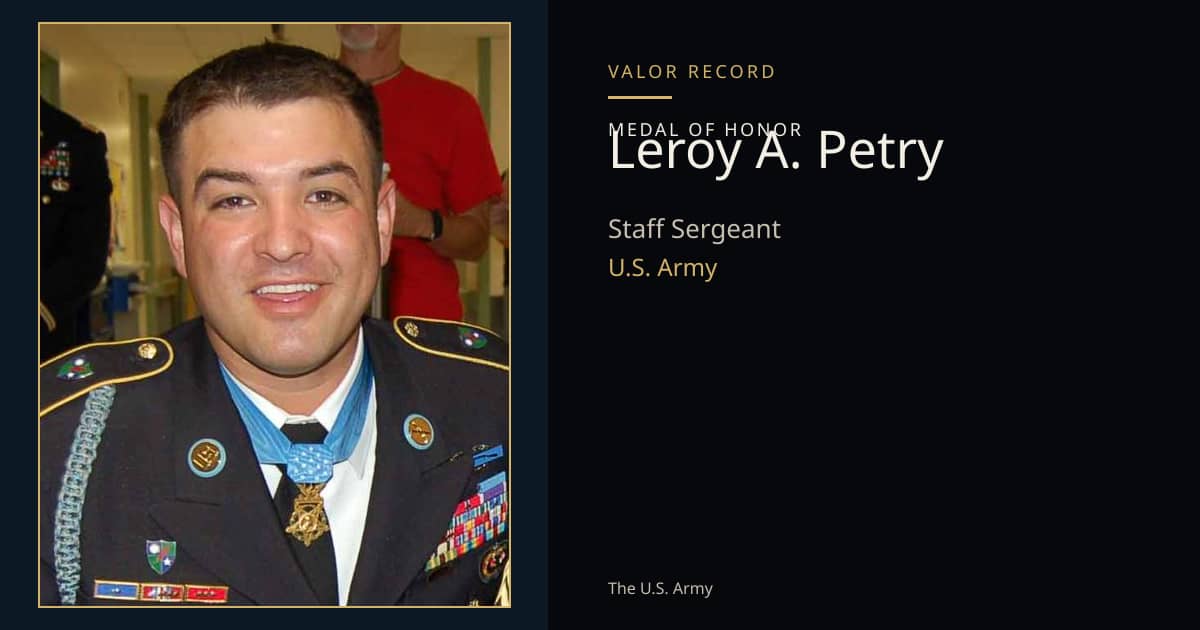 VALOR RECORD
MEDAL OF HONOR
Leroy A. Petry
Staff Sergeant
U.S. Army
The U.S. Army